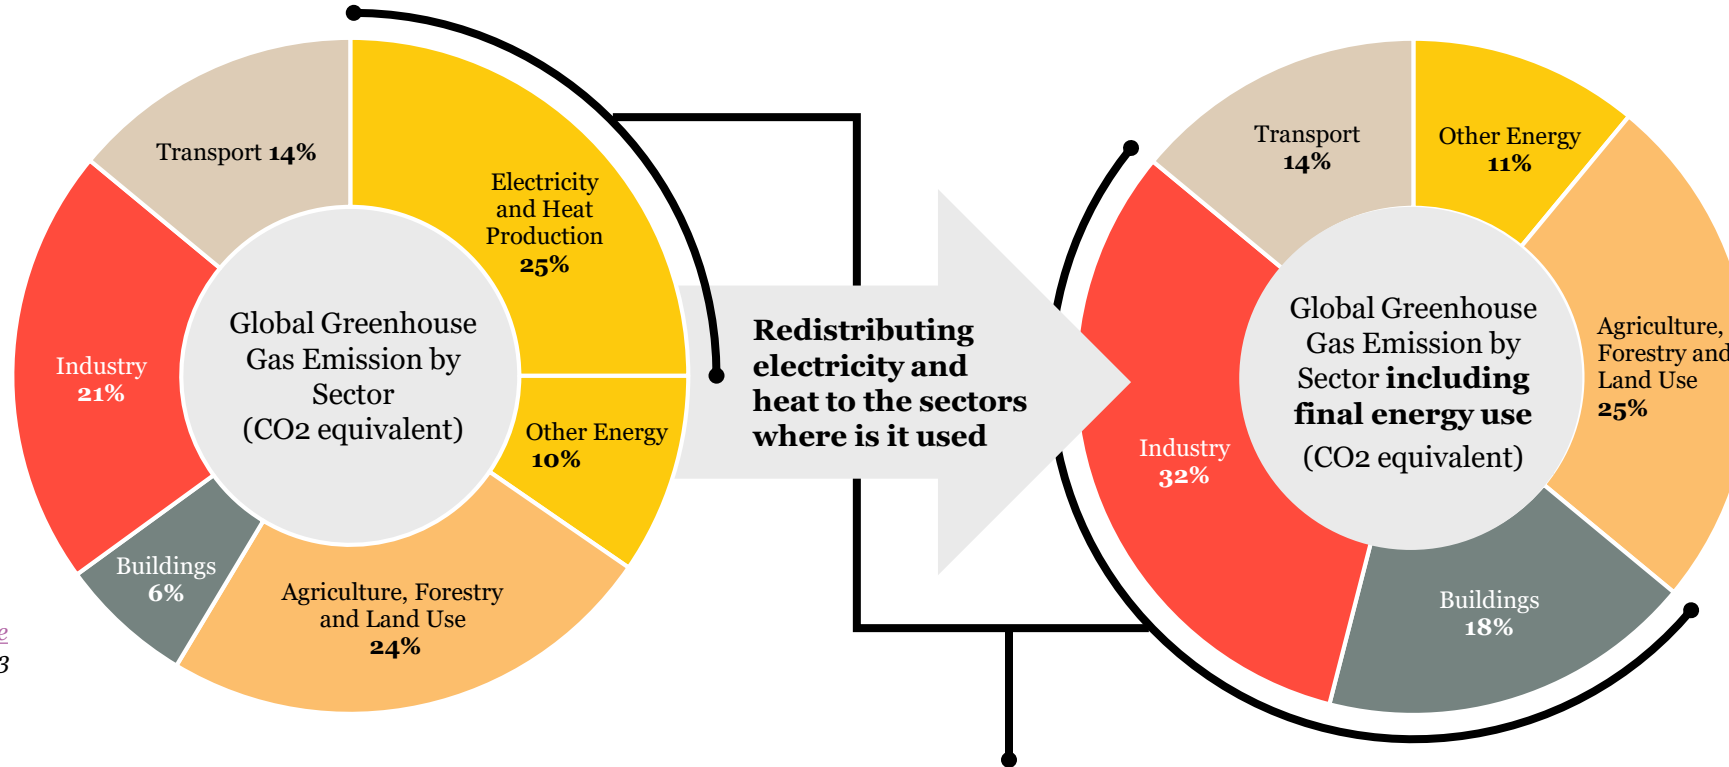 Transport 14%
Electricity
and Heat
Production
25%
Other Energy
10%
Agriculture, Forestry
and Land Use
24%
Buildings
6%
Industry
21%
Global Greenhouse
Gas Emission by
Sector
(CO2 equivalent)
Redistributing
electricity and
heat to the sectors
where is it used
Transport
14%
Other Energy
11%
Agriculture,
Forestry and
Land Use
25%
Buildings
18%
Industry
32%
Global Greenhouse
Gas Emission by
Sector including
final energy use
(CO2 equivalent)
e
3